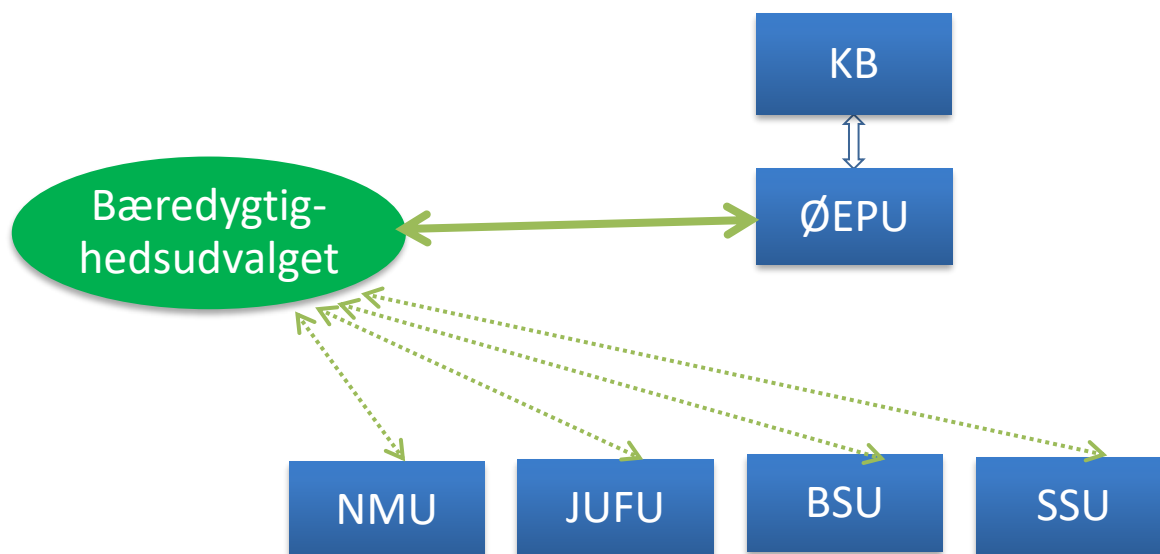 KB
Bæredygtig-
hedsudvalget
ØEPU
NMU
JUFU
BSU
SSU